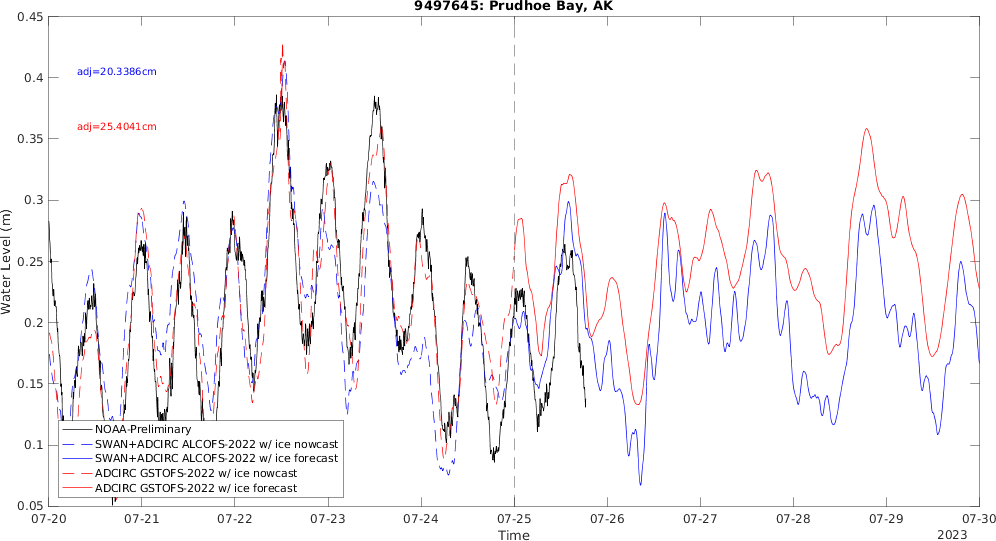 9497645: Prudhoe Bay, AK
0.45
0.4
0.35
0.3
0.25
0.2
0.15
0.1
0.05
Water Level (m)
adj=20.3386cm
adj=25.4041cm
NOAA-Preliminary
SWAN+ADCIRC ALCOFS-2022 w/ ice nowcast
SWAN+ADCIRC ALCOFS-2022 w/ ice forecast
ADCIRC GSTOFS-2022 w/ ice nowcast
ADCIRC GSTOFS-2022 w/ ice forecast
07-20 07-21 07-22 07-23 07-24 07-25 07-26 07-27 07-28 07-29 07-30
Time
2023